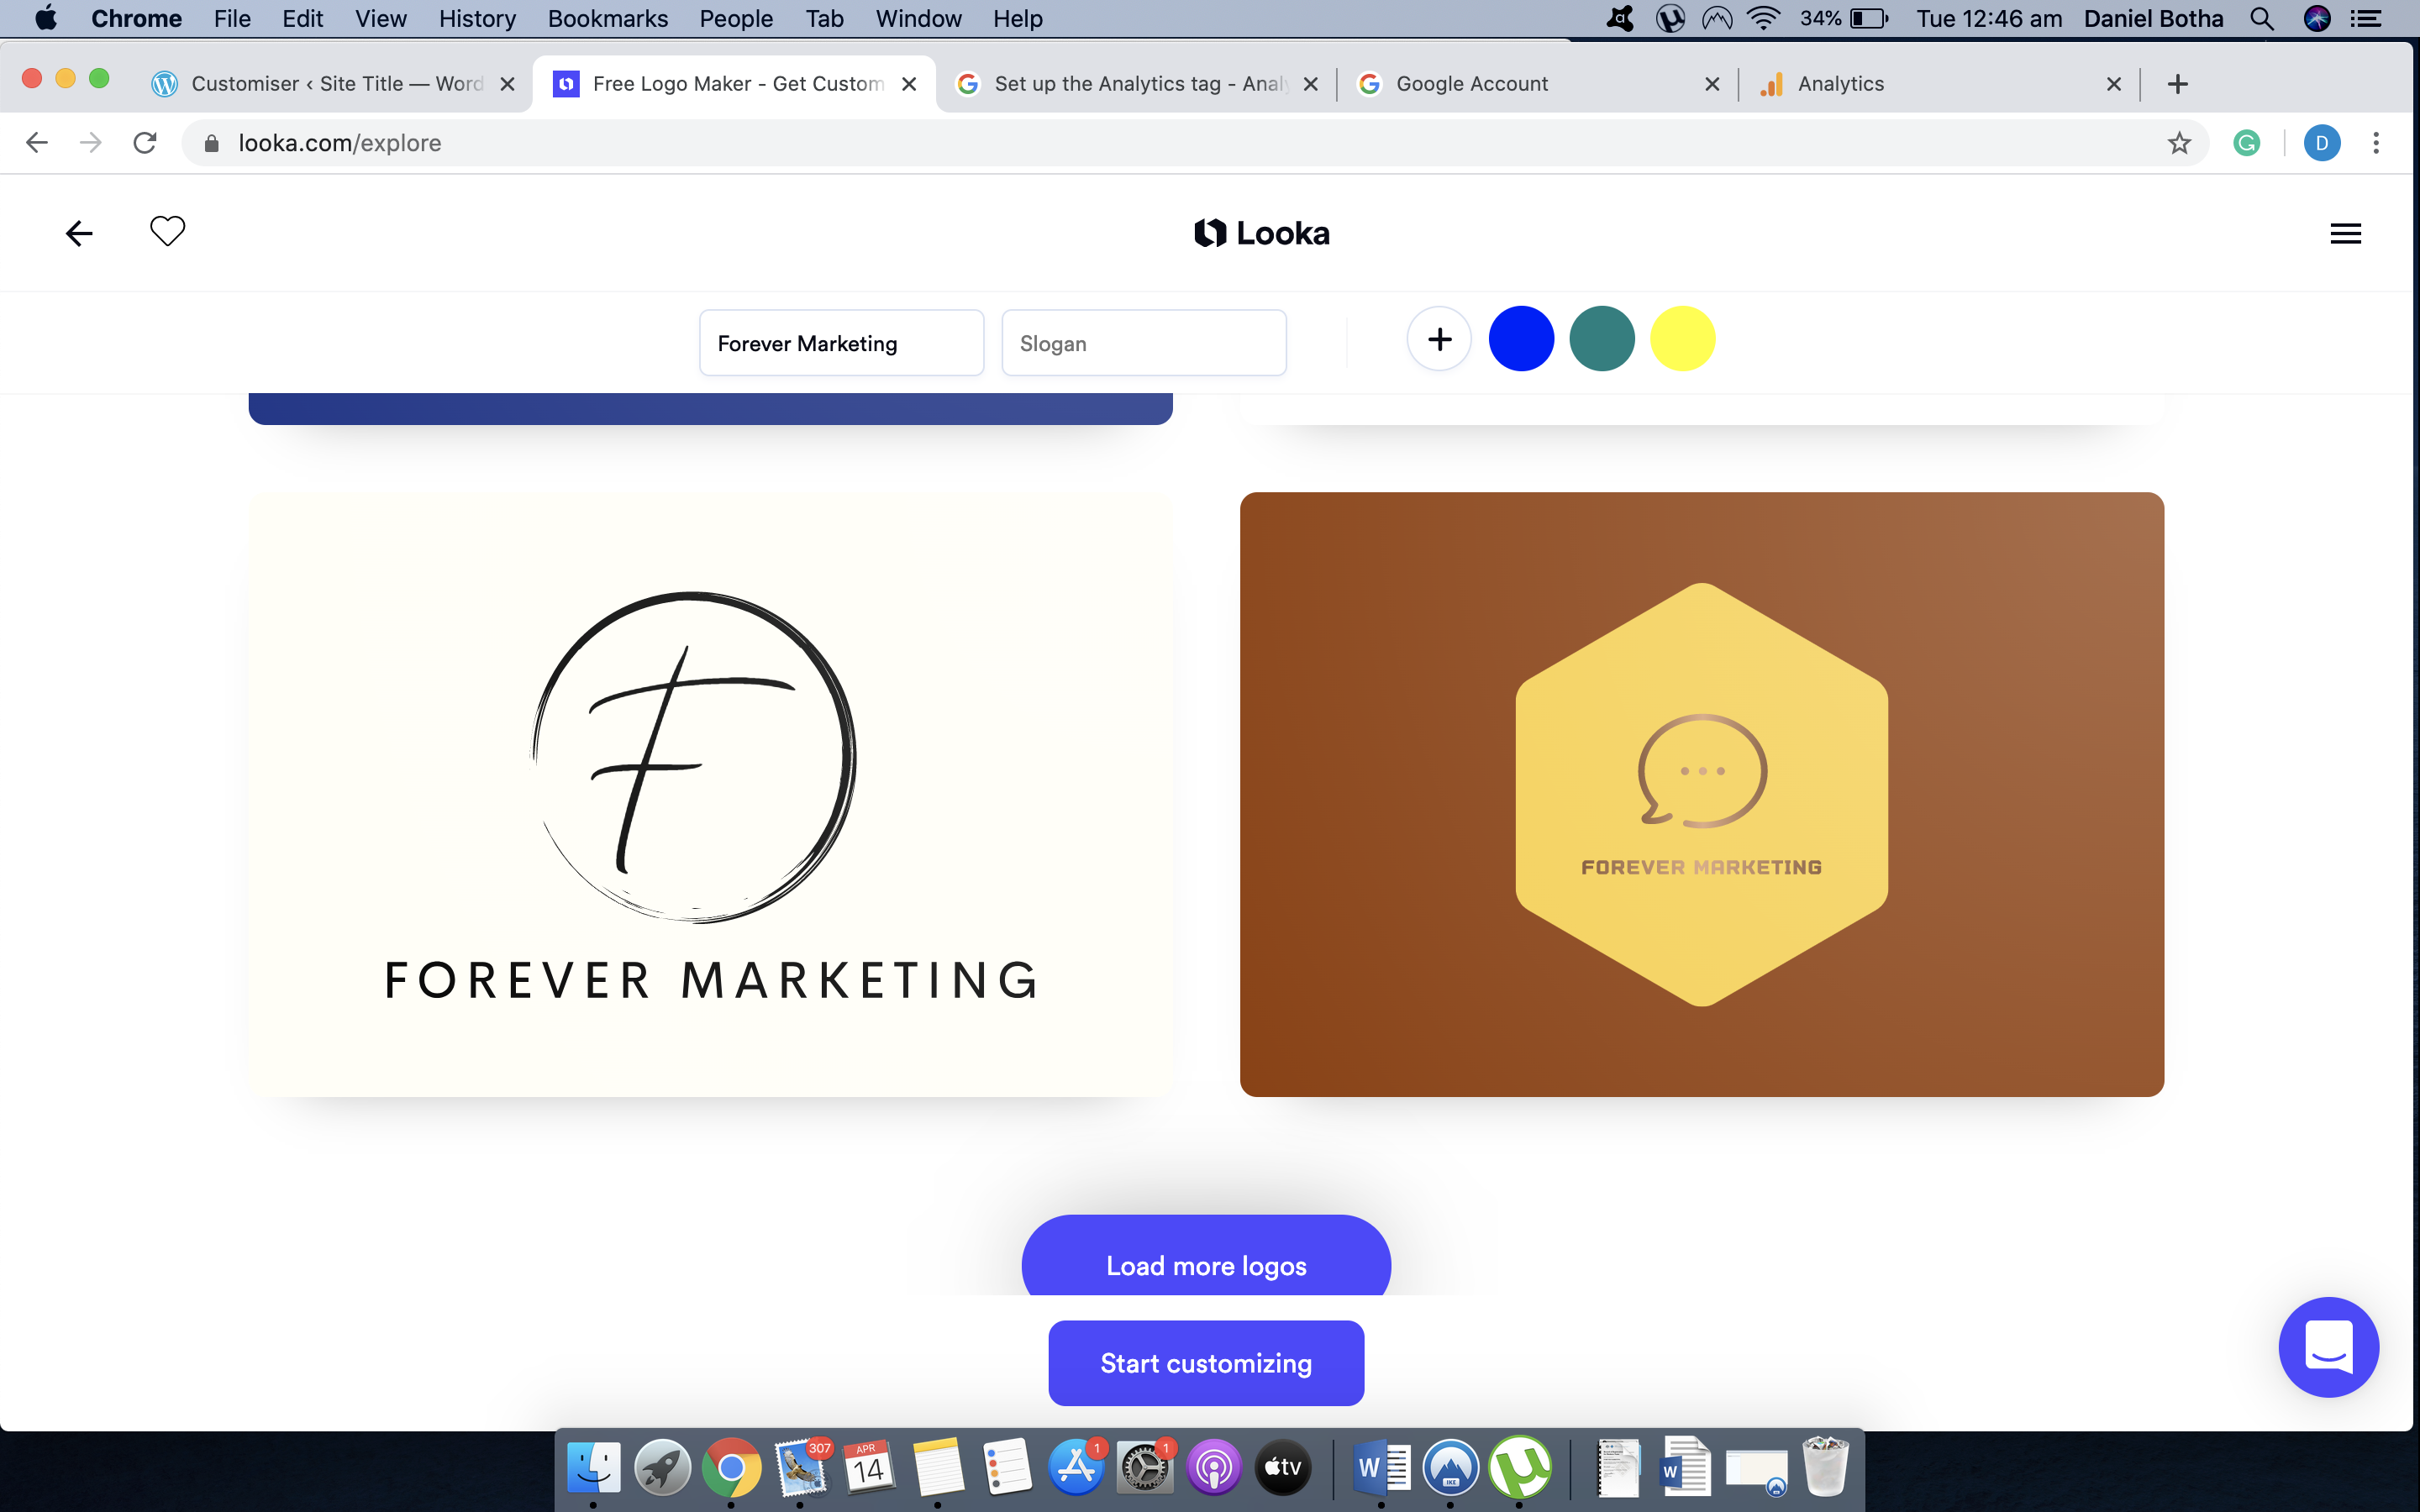 Chrome File Edit View History Bookmarks People Tab Window Help 34% Tue 12:46 am Daniel Botha
Customiser ‹ Site Title — Word
Free Logo Maker - Get Custom
Set up the Analytics tag - Analy
Google Account
Analytics
looka.com/explore
D
Looka
Forever Marketing
Slogan
F
FOREVER MARKETING
FOREVER MARKETING
Load more logos
Start customizing
307
APR
14
1
1
tv
W
IKE
W